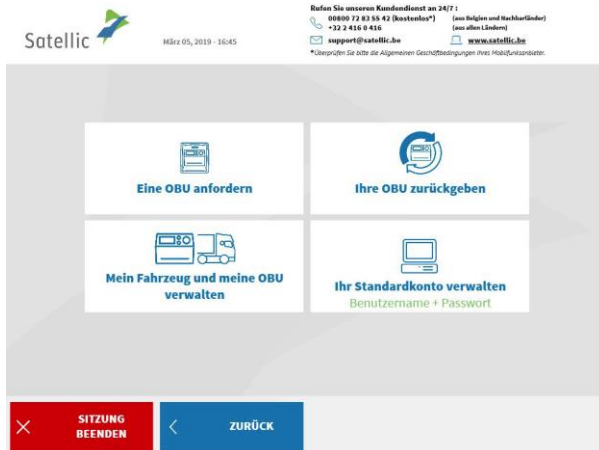 Satellic
März 05, 2019 - 16:45
Rufen Sie unseren Kundendienst an 24/7 :
00800 72 83 55 42 (kostenlos*) (aus Belgien und Nachbarländer)
+32 2 416 0 416 (aus allen Ländern)
support@satellic.be www.satellic.be
*Überprüfen Sie bitte die Allgemeinen Geschäftbedingungen Ihres Mobilfunkanbieter.
Eine OBU anfordern
Ihre OBU zurückgeben
Mein Fahrzeug und meine OBU
verwalten
Ihr Standardkonto verwalten
Benutzername + Passwort
SITZUNG
BEENDEN
ZURÜCK